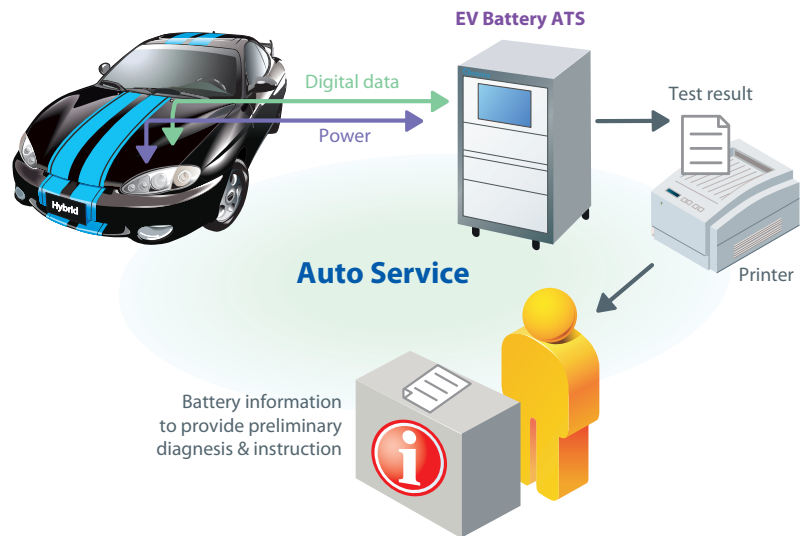 EV Battery ATS
Digital data
Power
Test result
Hybrid
Auto Service
Printer
Battery information
to provide preliminary
diagnosis & instruction
i